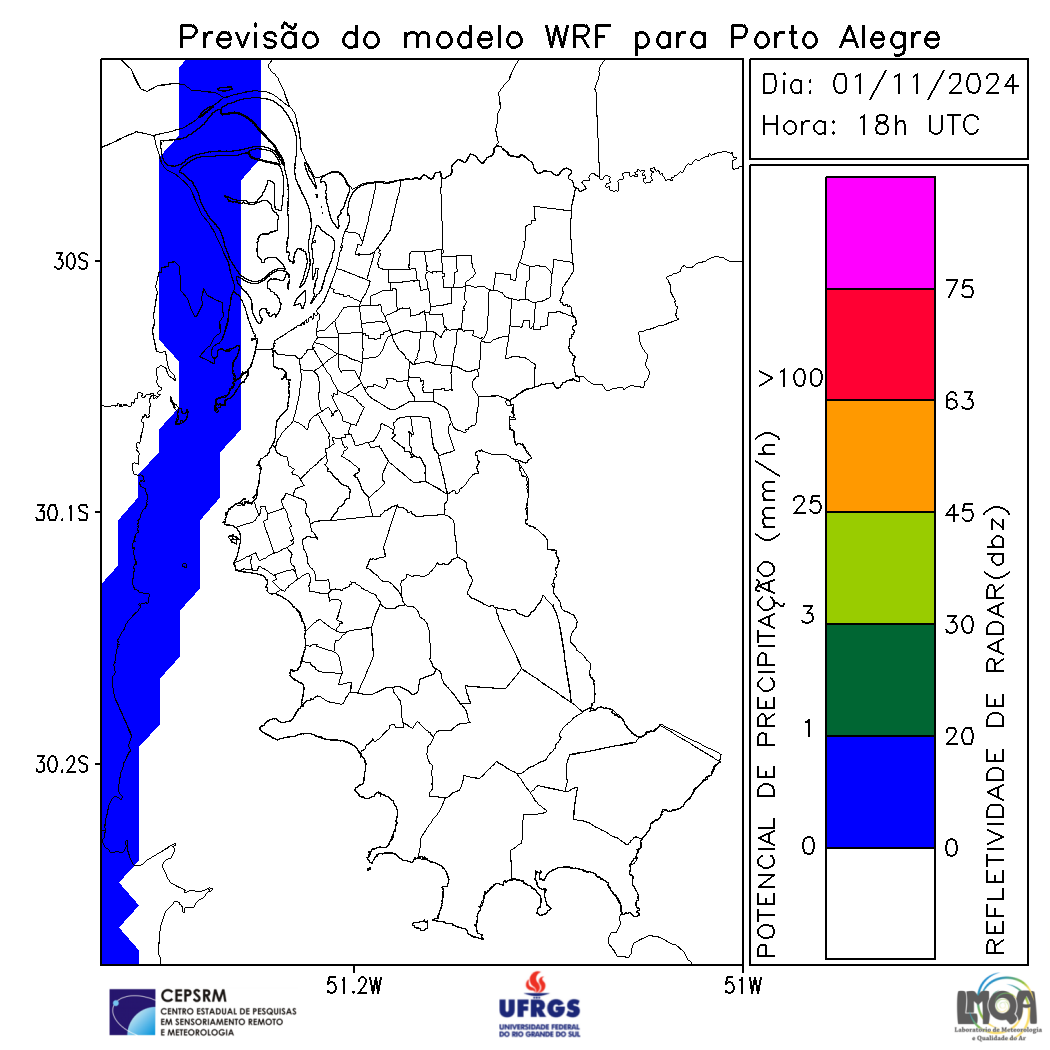 Previsão do modelo WRF para Porto Alegre
Dia: 01/11/2024
Hora: 18h UTC
30S
30.1S
30.2S
51.2W
51W
POTENCIAL DE PRECIPITAÇÃO (mm/h)
>100
25
3
1
0
75
63
45
30
20
0
REFLETIVIDADE DE RADAR(dbz)
CEPSRM
CENTRO ESTADUAL DE PESQUISAS
EM SENSORIAMENTO REMOTO
E METEOROLOGIA
UFRGS
UNIVERSIDADE FEDERAL
DO RIO GRANDE DO SUL
LMQA
Laboratório de Meteorologia
e Qualidade do Ar